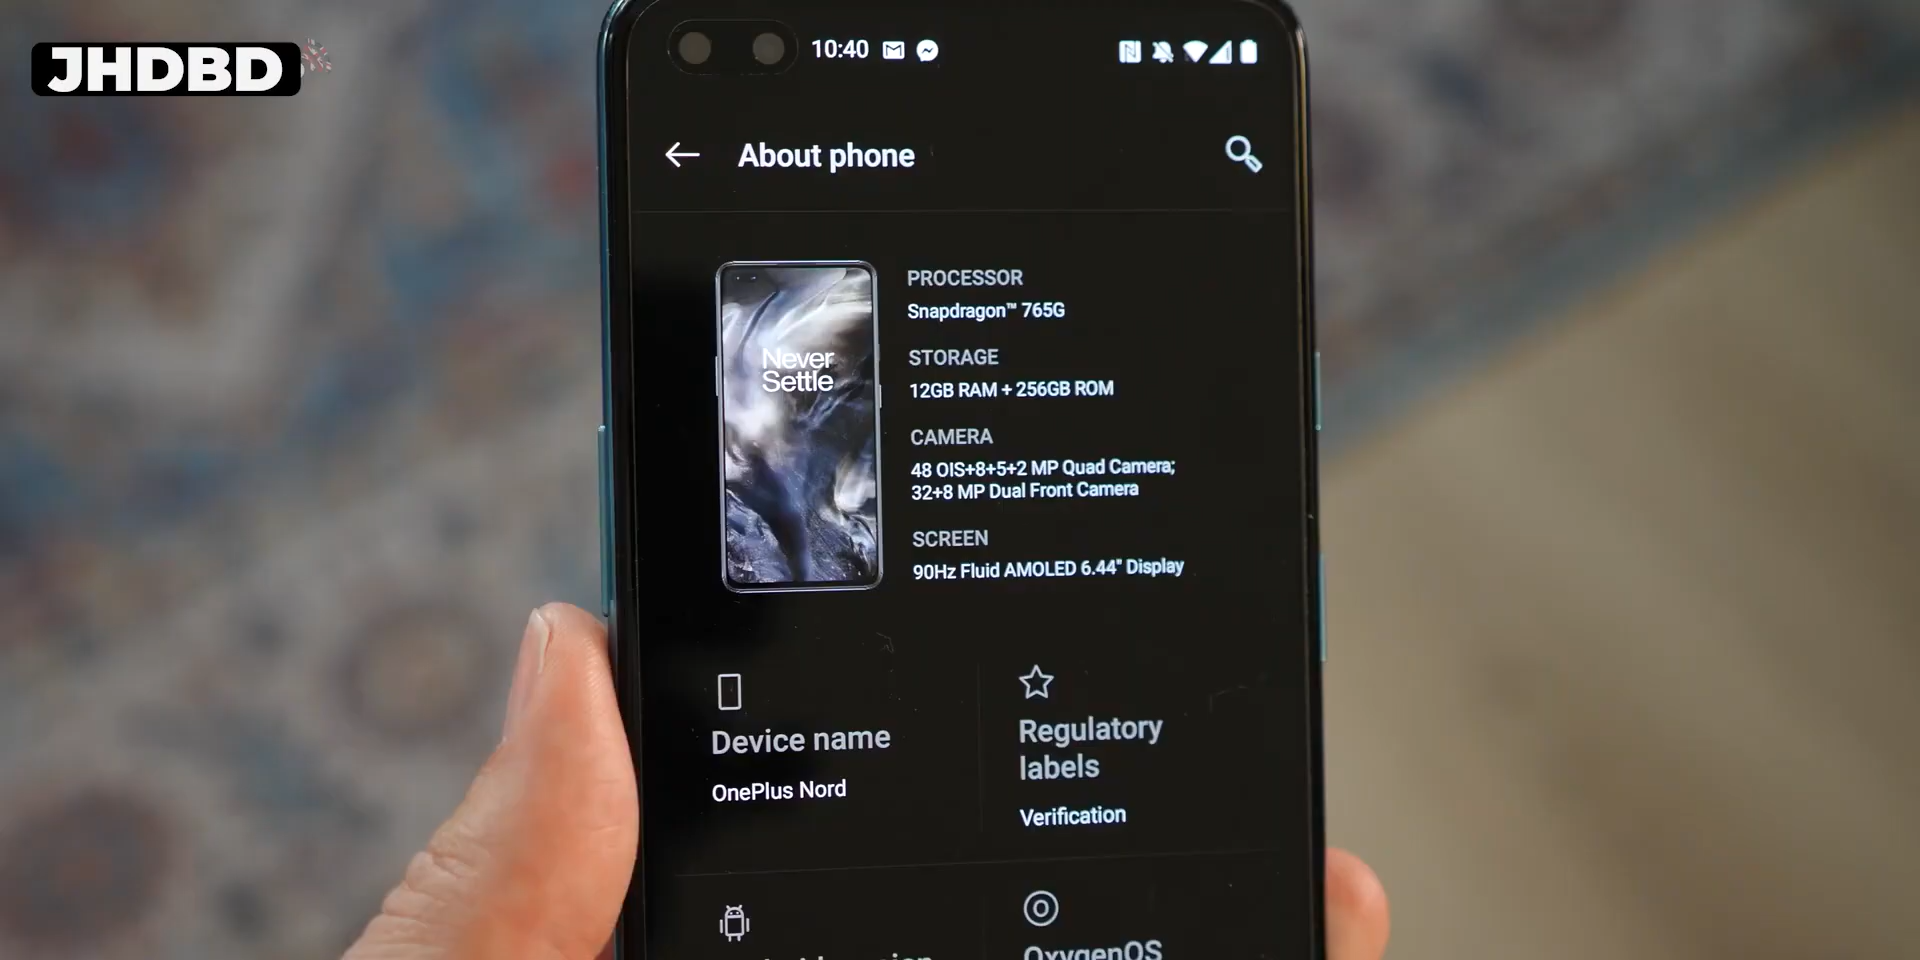 JHDBD
10:40
About phone
PROCESSOR
Snapdragon™ 765G
STORAGE
12GB RAM + 256GB ROM
CAMERA
48 OIS+8+5+2 MP Quad Camera;
32+8 MP Dual Front Camera
SCREEN
90Hz Fluid AMOLED 6.44" Display
Never
Settle
Device name
OnePlus Nord
Regulatory
labels
Verification
OxygenOS